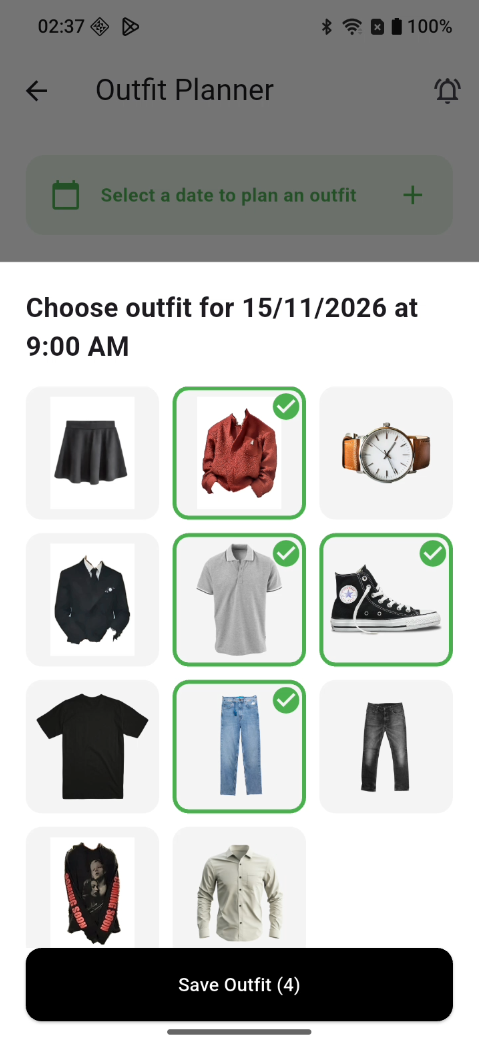 02:37
100%
Outfit Planner
Select a date to plan an outfit
Choose outfit for 15/11/2026 at
9:00 AM
Save Outfit (4)